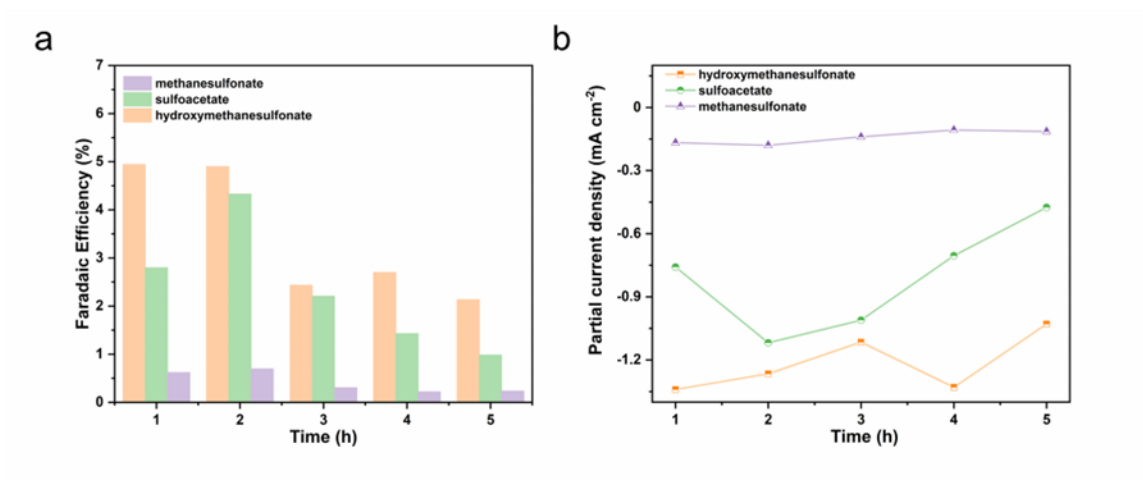 a
7
6
5
4
3
2
1
0
Faradaic Efficiency (%)
methanesulfonate
sulfoacetate
hydroxymethanesulfonate
1 2 3 4 5
Time (h)
b
0
-0.3
-0.6
-0.9
-1.2
Partial current density (mA cm⁻²)
hydroxymethanesulfonate
sulfoacetate
methanesulfonate
1 2 3 4 5
Time (h)